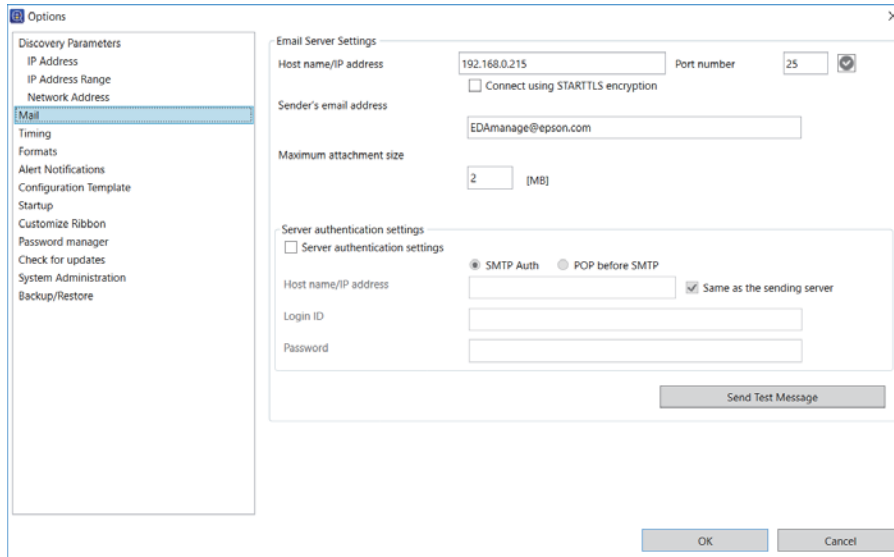 Options
Discovery Parameters
IP Address
IP Address Range
Network Address
Mail
Timing
Formats
Alert Notifications
Configuration Template
Startup
Customize Ribbon
Password manager
Check for updates
System Administration
Backup/Restore
Email Server Settings
Host name/IP address 192.168.0.215 Port number 25
Connect using STARTTLS encryption
Sender's email address
EDAmanage@epson.com
Maximum attachment size
2 [MB]
Server authentication settings
Server authentication settings
SMTP Auth POP before SMTP
Host name/IP address Same as the sending server
Login ID
Password
Send Test Message
OK Cancel